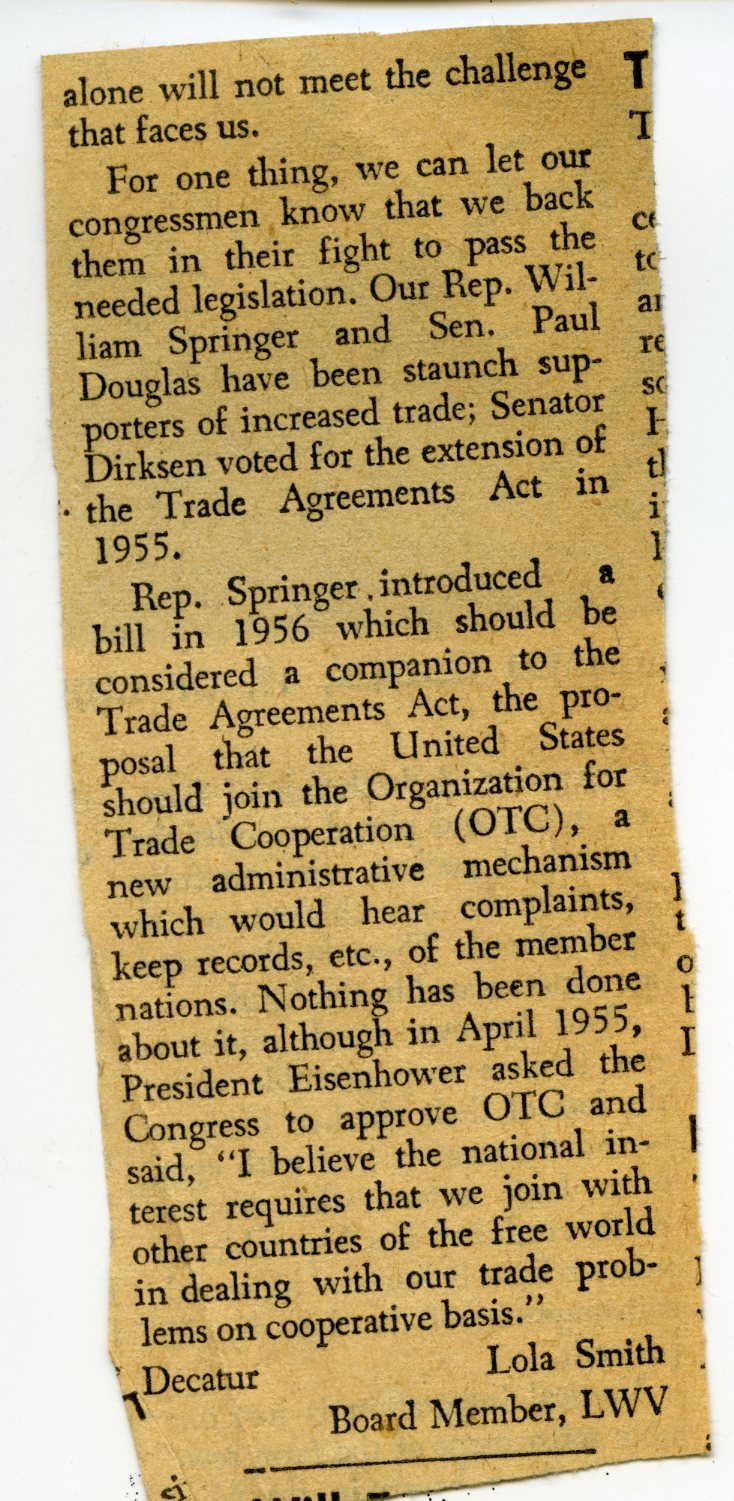 alone will not meet the challenge
that faces us.
For one thing, we can let our
congressmen know that we back
them in their fight to pass the
needed legislation. Our Rep. Wil-
liam Springer and Sen. Paul
Douglas have been staunch sup-
porters of increased trade; Senator
Dirksen voted for the extension of
the Trade Agreements Act in
1955.
Rep. Springer introduced a
bill in 1956 which should be
considered a companion to the
Trade Agreements Act, the pro-
posal that the United States
should join the Organization for
Trade Cooperation (OTC), a
new administrative mechanism
which would hear complaints,
keep records, etc., of the member
nations. Nothing has been done
about it, although in April 1955,
President Eisenhower asked the
Congress to approve OTC and
said, “I believe the national in-
terest requires that we join with
other countries of the free world
in dealing with our trade prob-
lems on cooperative basis.”
Decatur Lola Smith
Board Member, LWV